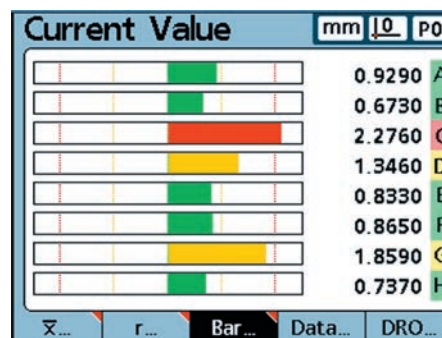 Current Value mm 0 P0
0.9290 A
0.6730 B
2.2760 C
1.3460 D
0.8330 E
0.8650 F
1.8590 G
0.7370 H
x̅... r... Bar... Data... DRO...